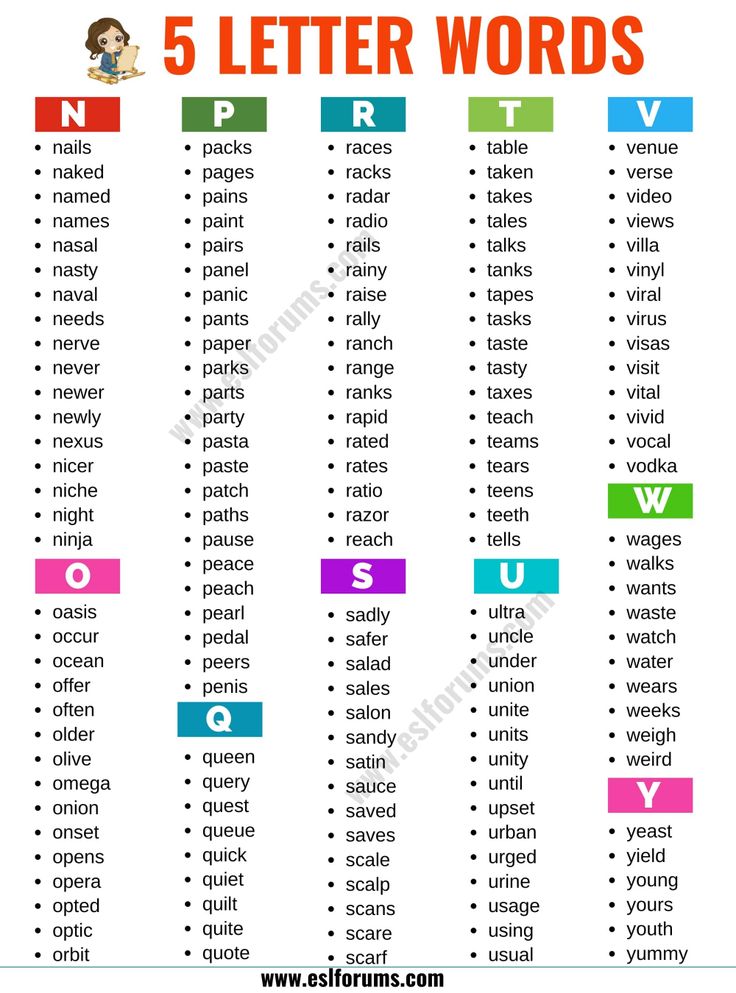 5 LETTER WORDS
N
nails
naked
named
names
nasal
nasty
naval
needs
nerve
never
newer
newly
nexus
nicer
niche
night
ninja
O
oasis
occur
ocean
offer
often
older
olive
omega
onion
onset
opens
opera
opted
optic
orbit
P
packs
pages
pains
paint
pairs
panel
panic
pants
paper
parks
parts
party
pasta
paste
patch
paths
pause
peace
peach
pearl
pedal
peers
penis
Q
queen
query
quest
queue
quick
quiet
quilt
quite
quote
R
races
racks
radar
radio
rails
rainy
raise
rally
ranch
range
ranks
rapid
rated
rates
ratio
razor
reach
S
sadly
safer
salad
sales
salon
sandy
satin
sauce
saved
saves
scale
scalp
scans
scare
scarf
T
table
taken
takes
tales
talks
tanks
tapes
tasks
taste
tasty
taxes
teach
teams
tears
teens
teeth
tells
U
ultra
uncle
under
union
unite
units
unity
until
upset
urban
urged
urine
usage
using
usual
V
venue
verse
video
views
villa
vinyl
viral
virus
visas
visit
vital
vivid
vocal
vodka
W
wages
walks
wants
waste
watch
water
wears
weeks
weigh
weird
Y
yeast
yield
young
yours
youth
yummy
www.eslforums.com
www.eslforums.com
www.eslforums.com